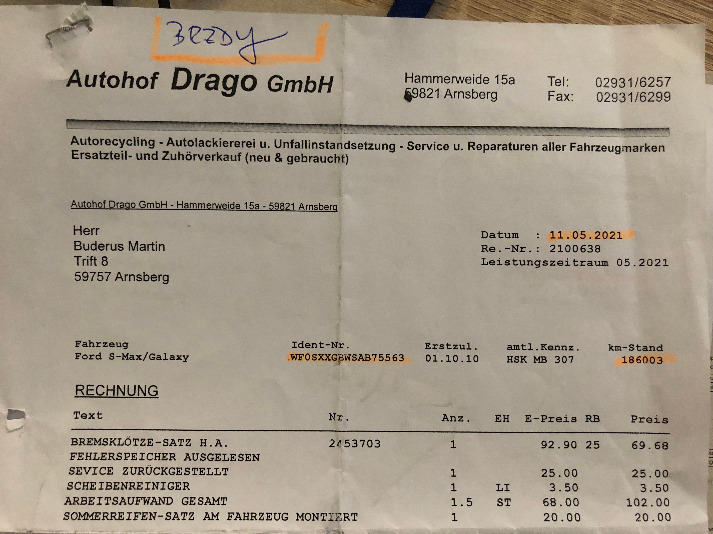 BRZDY
Autohof Drago GmbH
Hammerweide 15a Tel: 02931/6257
59821 Arnsberg Fax: 02931/6299
Autorecycling - Autolackiererei u. Unfallinstandsetzung - Service u. Reparaturen aller Fahrzeugmarken
Ersatzteil- und Zuhörverkauf (neu & gebraucht)
Autohof Drago GmbH - Hammerweide 15a - 59821 Arnsberg
Herr
Buderus Martin
Trift 8
59757 Arnsberg
Datum : 11.05.2021
Re.-Nr.: 2100638
Leistungszeitraum 05.2021
Fahrzeug Ident-Nr. Erstzul. amtl.Kennz. km-Stand
Ford S-Max/Galaxy WF0SXXGBWSAB75563 01.10.10 HSK MB 307 186003
RECHNUNG
Text Nr. Anz. EH E-Preis RB Preis
BREMSKLÖTZE-SATZ H.A. 2453703 1 92.90 25 69.68
FEHLERSPEICHER AUSGELESEN
SEVICE ZURÜCKGESTELLT 1 25.00 25.00
SCHEIBENREINIGER 1 LI 3.50 3.50
ARBEITSAUFWAND GESAMT 1.5 ST 68.00 102.00
SOMMERREIFEN-SATZ AM FAHRZEUG MONTIERT 1 20.00 20.00